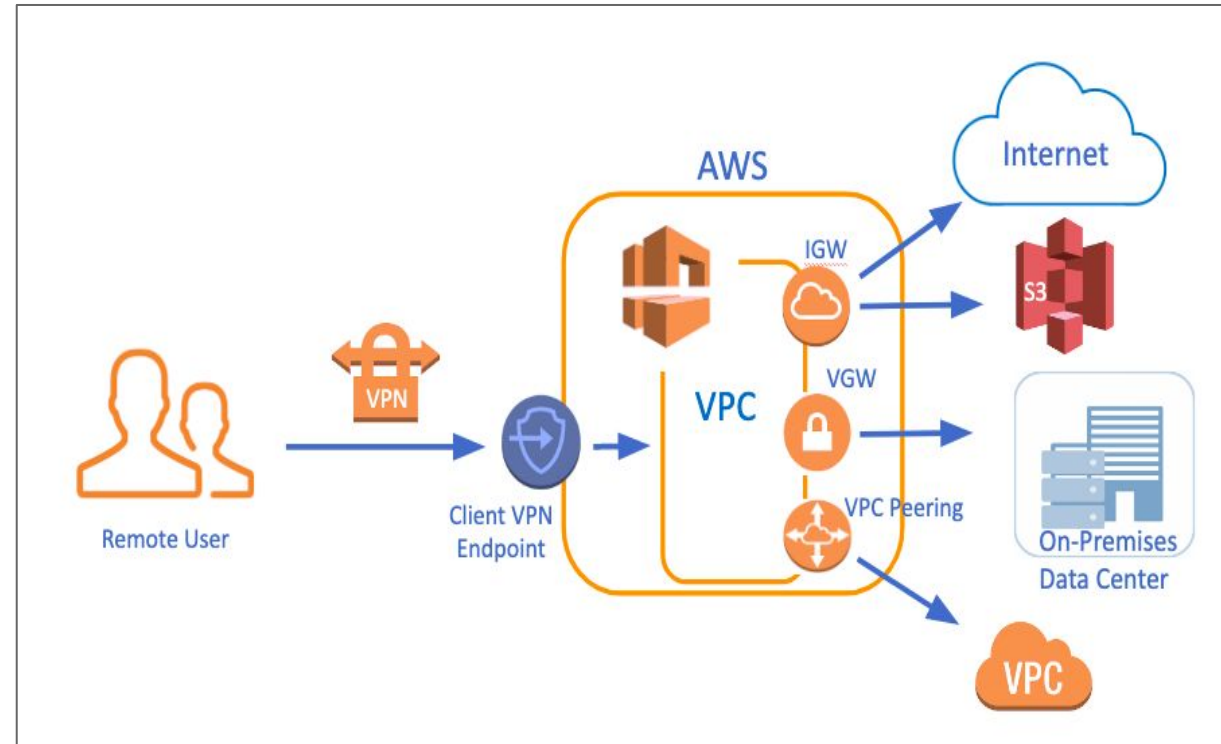 Internet
AWS
IGW
S3
VPN
VGW
VPC
Client VPN
Endpoint
VPC Peering
Remote User
On-Premises
Data Center
VPC